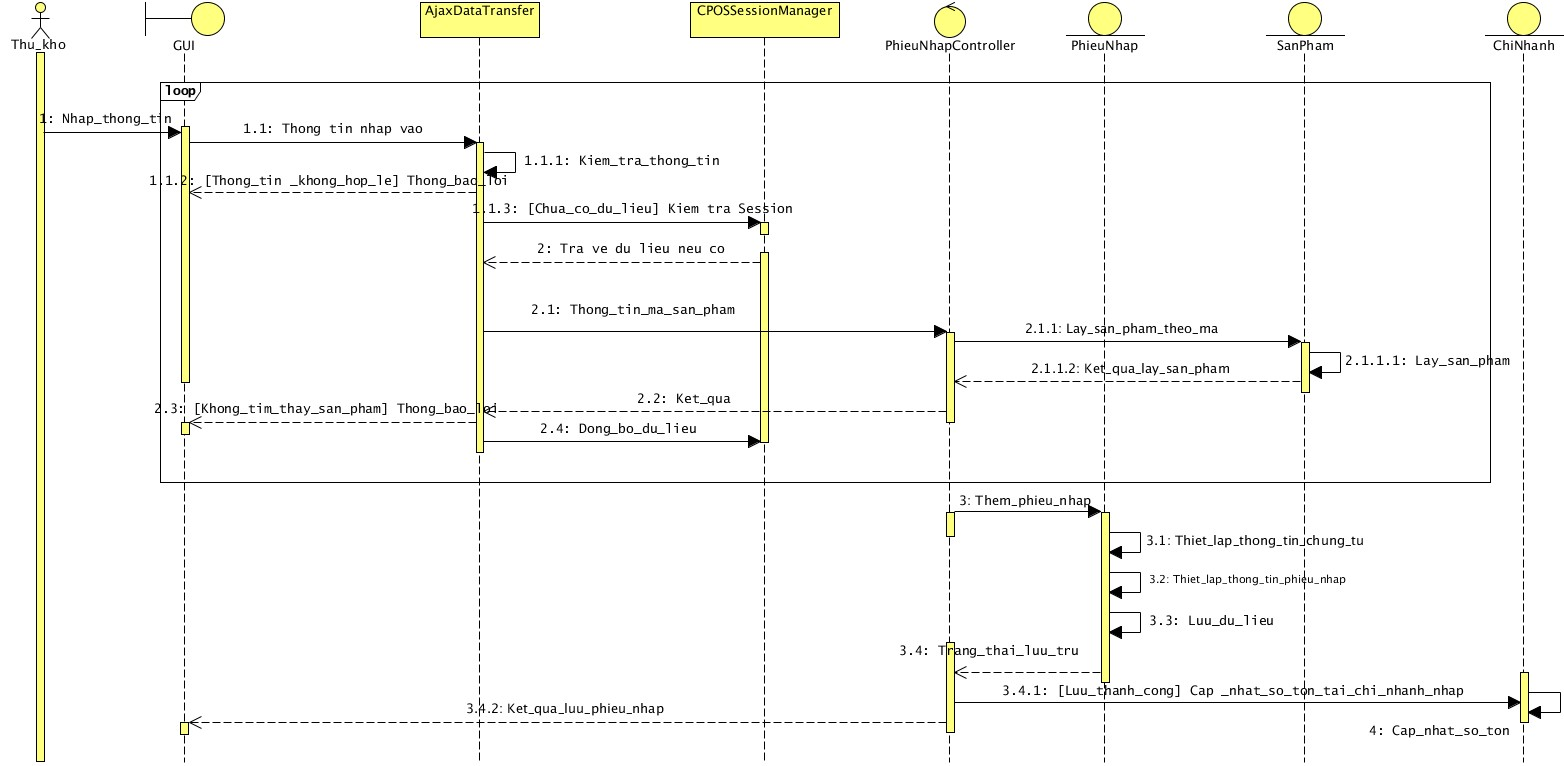 Thu_kho
GUI
AjaxDataTransfer
CPOSSessionManager
PhieuNhapController
PhieuNhap
SanPham
ChiNhanh
loop
1: Nhap_thong_tin
1.1: Thong tin nhap vao
1.1.1: Kiem_tra_thong_tin
1.1.2: [Thong_tin _khong_hop_le] Thong_bao_loi
1.1.3: [Chua_co_du_lieu] Kiem tra Session
2: Tra ve du lieu neu co
2.1: Thong_tin_ma_san_pham
2.1.1: Lay_san_pham_theo_ma
2.1.1.1: Lay_san_pham
2.1.1.2: Ket_qua_lay_san_pham
2.2: Ket_qua
2.3: [Khong_tim_thay_san_pham] Thong_bao_loi
2.4: Dong_bo_du_lieu
3: Them_phieu_nhap
3.1: Thiet_lap_thong_tin_chung_tu
3.2: Thiet_lap_thong_tin_phieu_nhap
3.3: Luu_du_lieu
3.4: Trang_thai_luu_tru
3.4.1: [Luu_thanh_cong] Cap _nhat_so_ton_tai_chi_nhanh_nhap
3.4.2: Ket_qua_luu_phieu_nhap
4: Cap_nhat_so_ton